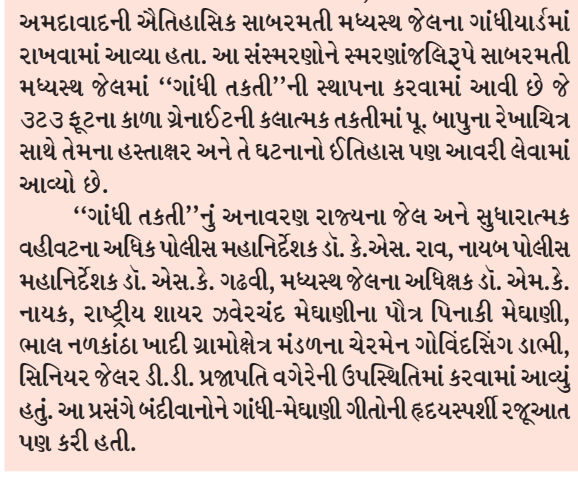 અમદાવાદની ઐતિહાસિક સાબરમતી મધ્યસ્થ જેલના ગાંધીયાર્ડમાં
રાખવામાં આવ્યા હતા. આ સંસ્મરણોને સ્મરણાંજલિરૂપે સાબરમતી
મધ્યસ્થ જેલમાં ‘‘ગાંધી તકતી’’ની સ્થાપના કરવામાં આવી છે જે
૩ટ૩ ફૂટના કાળા ગ્રેનાઈટની કલાત્મક તકતીમાં પૂ. બાપુના રેખાચિત્ર
સાથે તેમના હસ્તાક્ષર અને તે ઘટનાનો ઈતિહાસ પણ આવરી લેવામાં
આવ્યો છે.
‘‘ગાંધી તકતી’’નું અનાવરણ રાજ્યના જેલ અને સુધારાત્મક
વહીવટના અધિક પોલીસ મહાનિર્દેશક ડૉ. કે.એસ. રાવ, નાયબ પોલીસ
મહાનિર્દેશક ડૉ. એસ.કે. ગઢવી, મધ્યસ્થ જેલના અધિક્ષક ડૉ. એમ.કે.
નાયક, રાષ્ટ્રીય શાયર ઝવેરચંદ મેઘાણીના પૌત્ર પિનાકી મેઘાણી,
ભાલ નળકાંઠા ખાદી ગ્રામોક્ષેત્ર મંડળના ચેરમેન ગોવિંદસિંગ ડાભી,
સિનિયર જેલર ડી.ડી. પ્રજાપતિ વગેરેની ઉપસ્થિતિમાં કરવામાં આવ્યું
હતું. આ પ્રસંગે બંદીવાનોને ગાંધી-મેઘાણી ગીતોની હૃદયસ્પર્શી રજૂઆત
પણ કરી હતી.